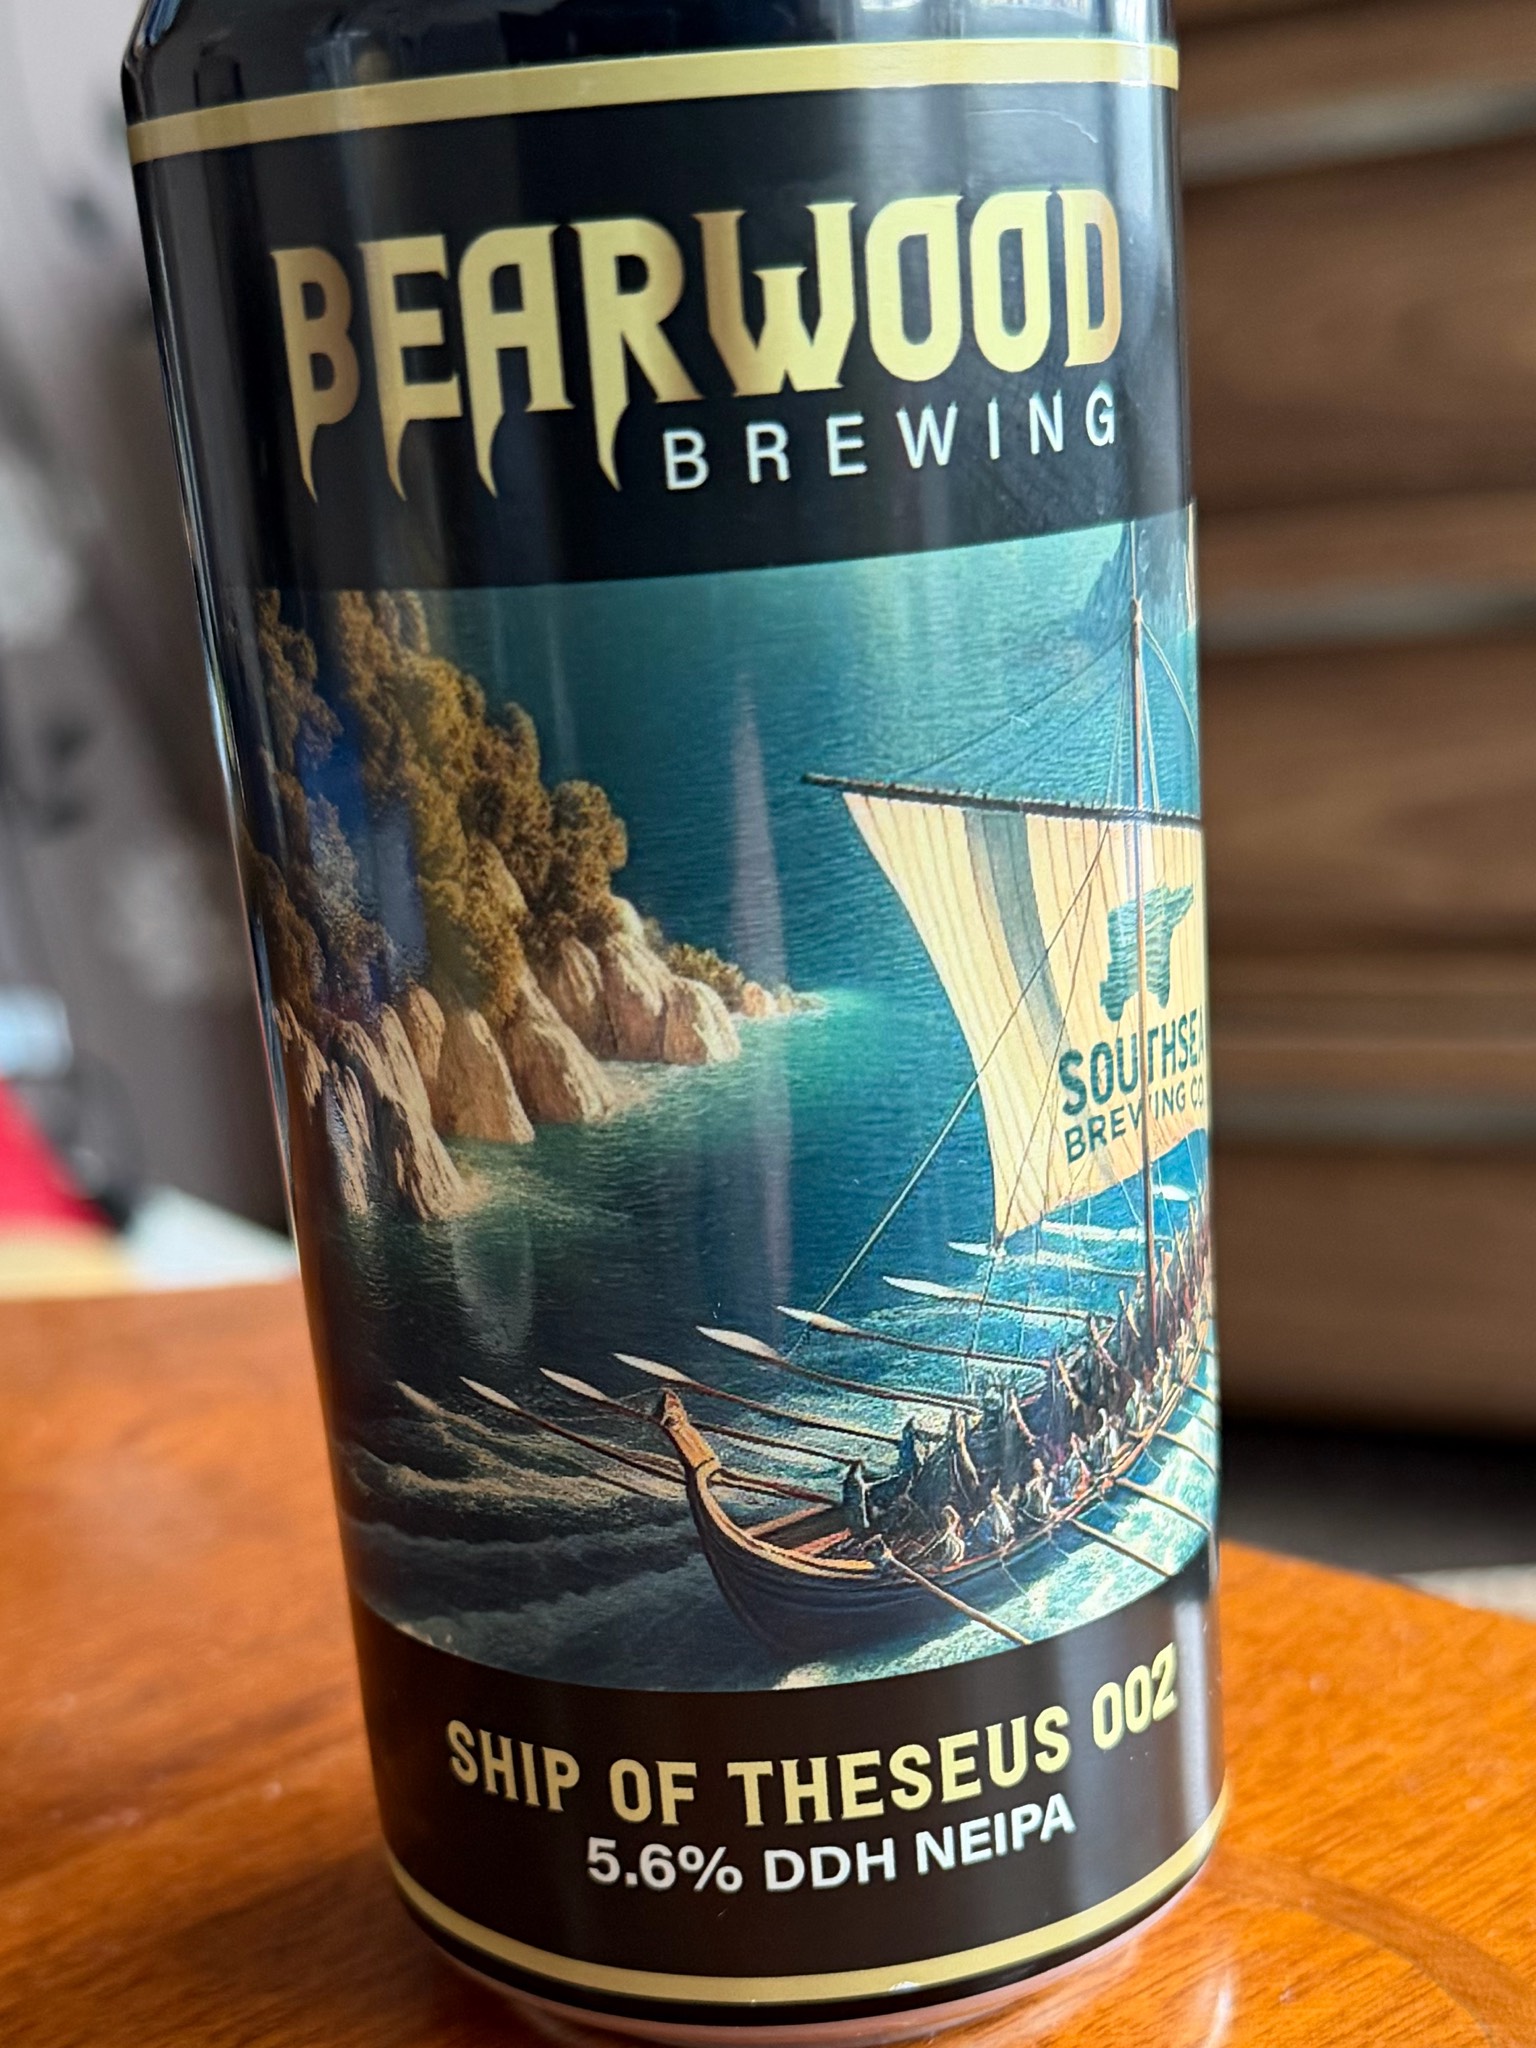 BEARWOOD
BREWING
SOUTHSEA
BREWING CO.
SHIP OF THESEUS 002
5.6% DDH NEIPA